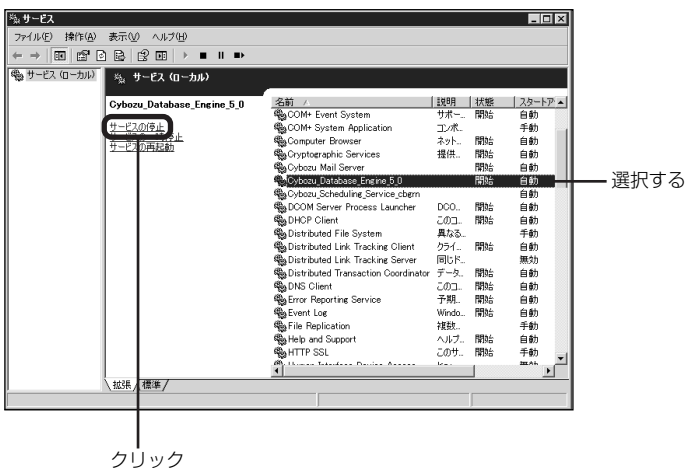 サービス
ファイル(F) 操作(A) 表示(V) ヘルプ(H)
サービス (ローカル)
サービス (ローカル)
Cybozu_Database_Engine_5_0
サービスの停止
停止
サービスの再起動
名前 説明 状態 スタートア
COM+ Event System サポー... 開始 自動
COM+ System Application コンポ... 手動
Computer Browser ネット... 開始 自動
Cryptographic Services 提供... 開始 自動
Cybozu Mail Server 開始 自動
Cybozu_Database_Engine_5_0 開始 自動
Cybozu_Scheduling_Service_cbgrn 自動
DCOM Server Process Launcher DCO... 開始 自動
DHCP Client このコ... 開始 自動
Distributed File System 異なる... 手動
Distributed Link Tracking Client クライ... 開始 自動
Distributed Link Tracking Server 同じド... 無効
Distributed Transaction Coordinator データ... 開始 自動
DNS Client このコ... 開始 自動
Error Reporting Service 予期... 開始 自動
Event Log Windo... 開始 自動
File Replication 複数... 手動
Help and Support ヘルプ... 開始 自動
HTTP SSL このサ... 開始 手動
選択する
拡張 標準
クリック